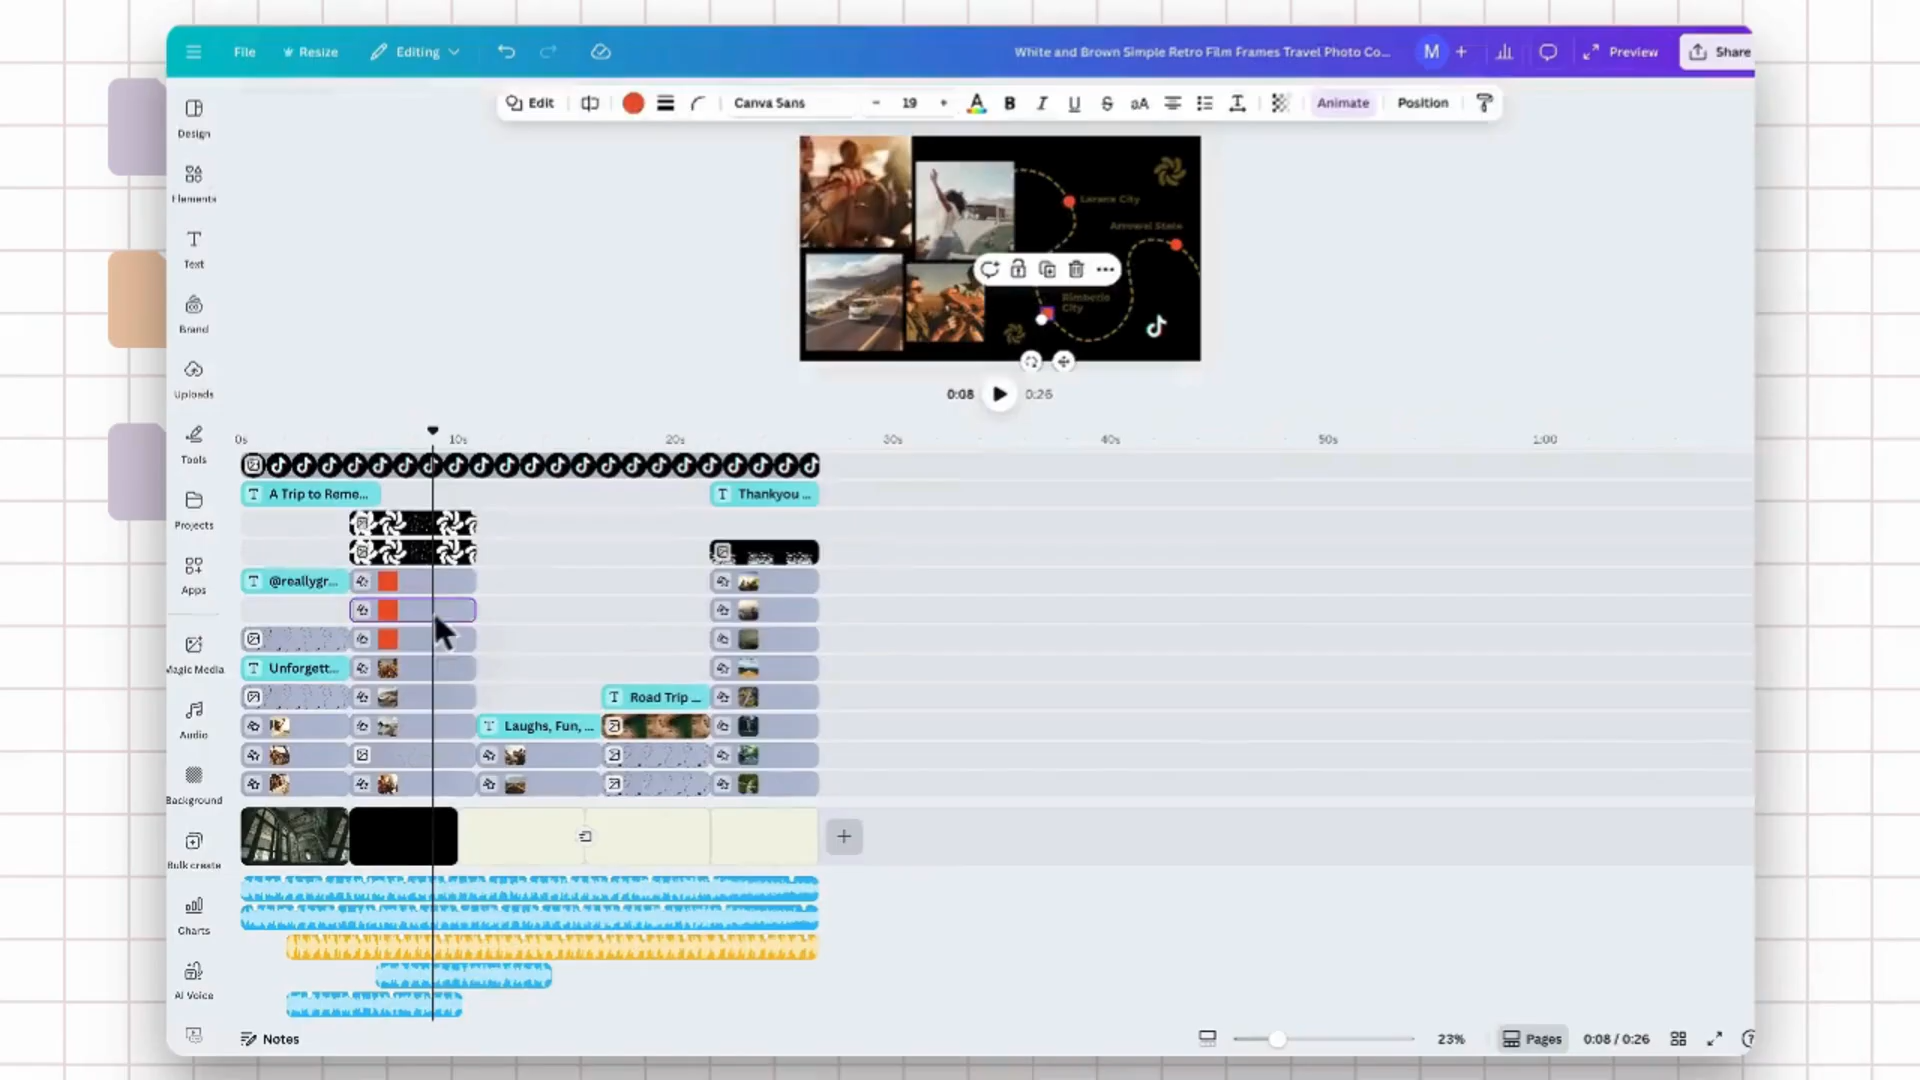 File
Resize
Editing
White and Brown Simple Retro Film Frames Travel Photo Co...
M
Preview
Share
Edit
Canva Sans
- 19 +
A
B I U S aA
Animate
Position
Design
Elements
Text
Brand
Uploads
Tools
Projects
Apps
Magic Media
Audio
Background
Bulk create
Charts
AI Voice
City
Arrowai State
Rimberio
City
0:08
0:26
0s
10s
20s
30s
40s
50s
1:00
A Trip to Reme...
Thankyou ...
@reallygr...
Unforgett...
Road Trip ...
Laughs, Fun, ...
Notes
23%
Pages
0:08 / 0:26